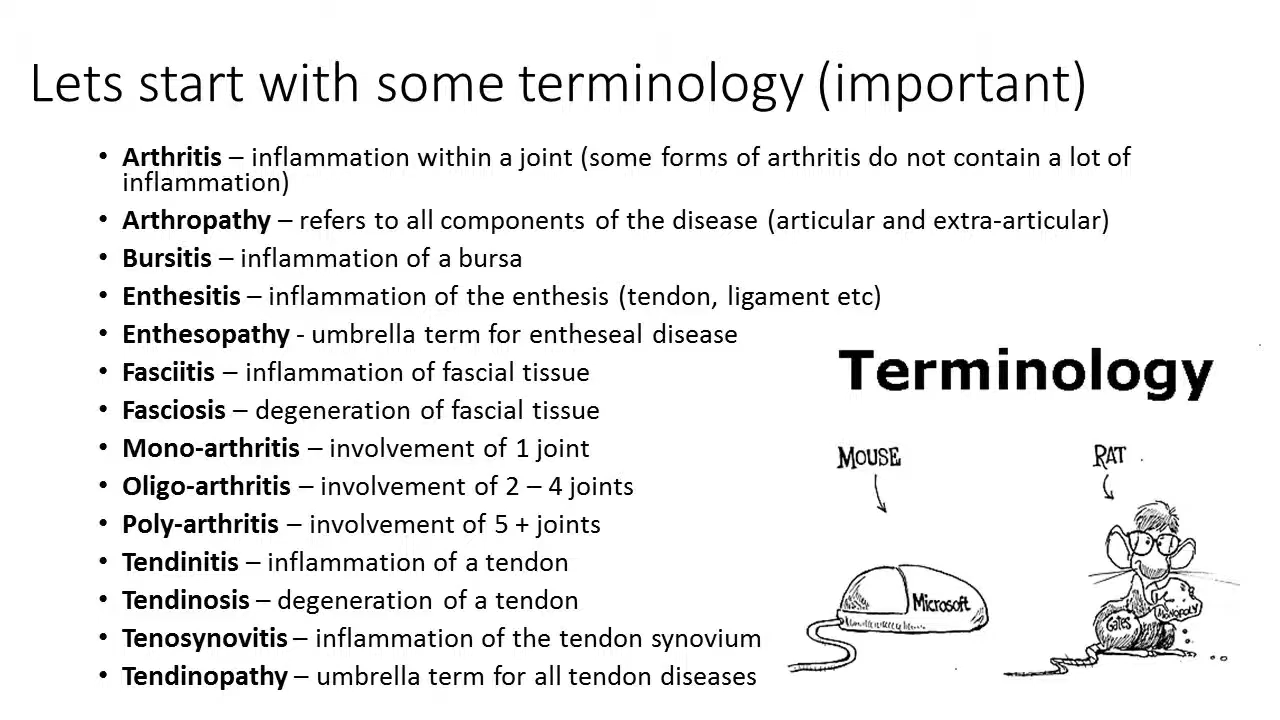 Lets start with some terminology (important)
• Arthritis – inflammation within a joint (some forms of arthritis do not contain a lot of
inflammation)
• Arthropathy – refers to all components of the disease (articular and extra-articular)
• Bursitis – inflammation of a bursa
• Enthesitis – inflammation of the enthesis (tendon, ligament etc)
• Enthesopathy - umbrella term for entheseal disease
• Fasciitis – inflammation of fascial tissue
• Fasciosis – degeneration of fascial tissue
• Mono-arthritis – involvement of 1 joint
• Oligo-arthritis – involvement of 2 – 4 joints
• Poly-arthritis – involvement of 5 + joints
• Tendinitis – inflammation of a tendon
• Tendinosis – degeneration of a tendon
• Tenosynovitis – inflammation of the tendon synovium
• Tendinopathy – umbrella term for all tendon diseases
Terminology
MOUSE
RAT
Microsoft
MONOPOLY
GATES